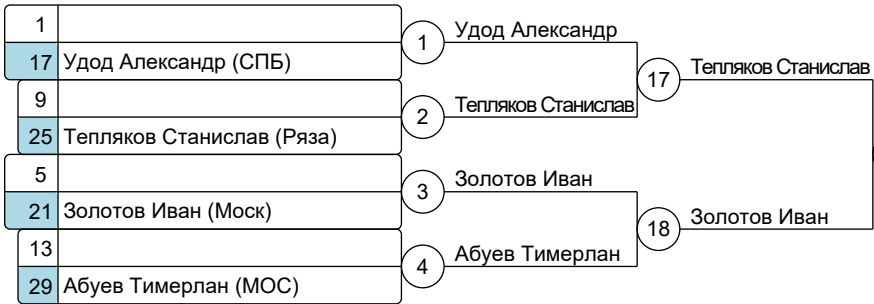 1
17 Удод Александр (СПБ)
9
25 Тепляков Станислав (Ряза)
5
21 Золотов Иван (Моск)
13
29 Абуев Тимерлан (МОС)
1 Удод Александр
2 Тепляков Станислав
3 Золотов Иван
4 Абуев Тимерлан
17 Тепляков Станислав
18 Золотов Иван